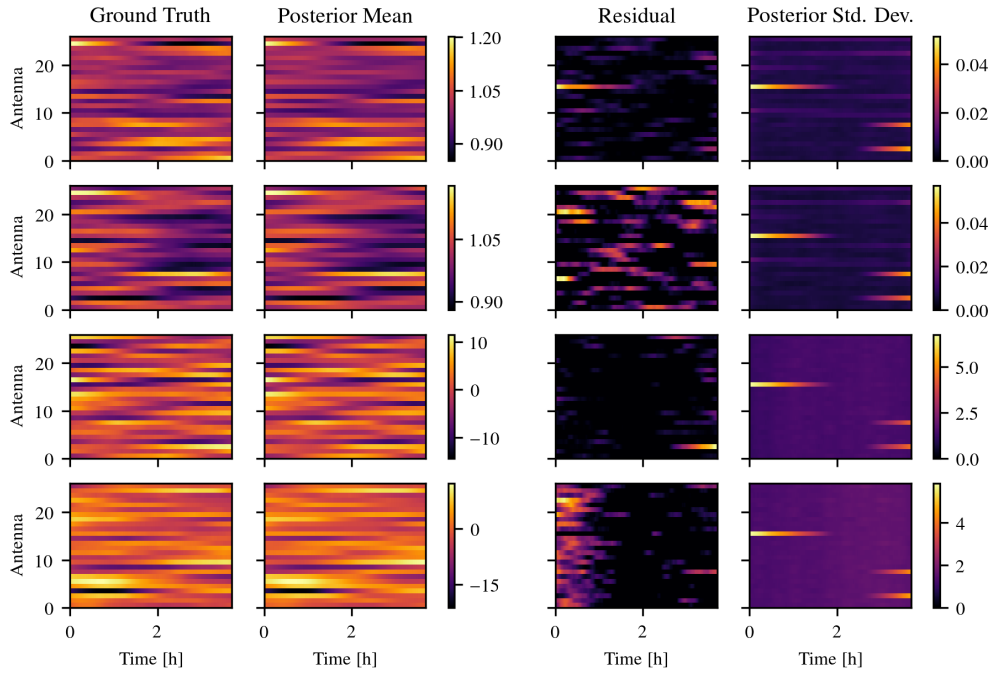 Ground Truth Posterior Mean Residual Posterior Std. Dev.
Antenna 20 10 0 1.20 1.05 0.90 0.04 0.02 0.00
Antenna 20 10 0 1.05 0.90 0.04 0.02 0.00
Antenna 20 10 0 10 0 −10 5.0 2.5 0.0
Antenna 20 10 0 0 −15 4 2 0
0 2 0 2 0 2 0 2
Time [h] Time [h] Time [h] Time [h]